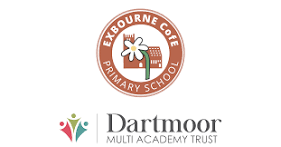 EXBOURNE CofE
PRIMARY SCHOOL
Dartmoor
MULTI ACADEMY TRUST